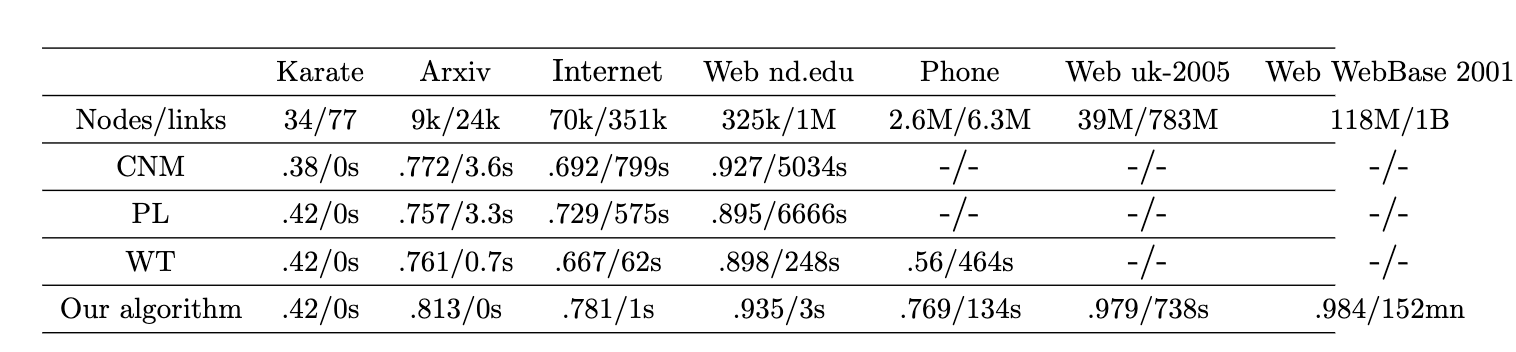 Karate Arxiv Internet Web nd.edu Phone Web uk-2005 Web WebBase 2001
Nodes/links 34/77 9k/24k 70k/351k 325k/1M 2.6M/6.3M 39M/783M 118M/1B
CNM .38/0s .772/3.6s .692/799s .927/5034s -/- -/- -/-
PL .42/0s .757/3.3s .729/575s .895/6666s -/- -/- -/-
WT .42/0s .761/0.7s .667/62s .898/248s .56/464s -/- -/-
Our algorithm .42/0s .813/0s .781/1s .935/3s .769/134s .979/738s .984/152mn